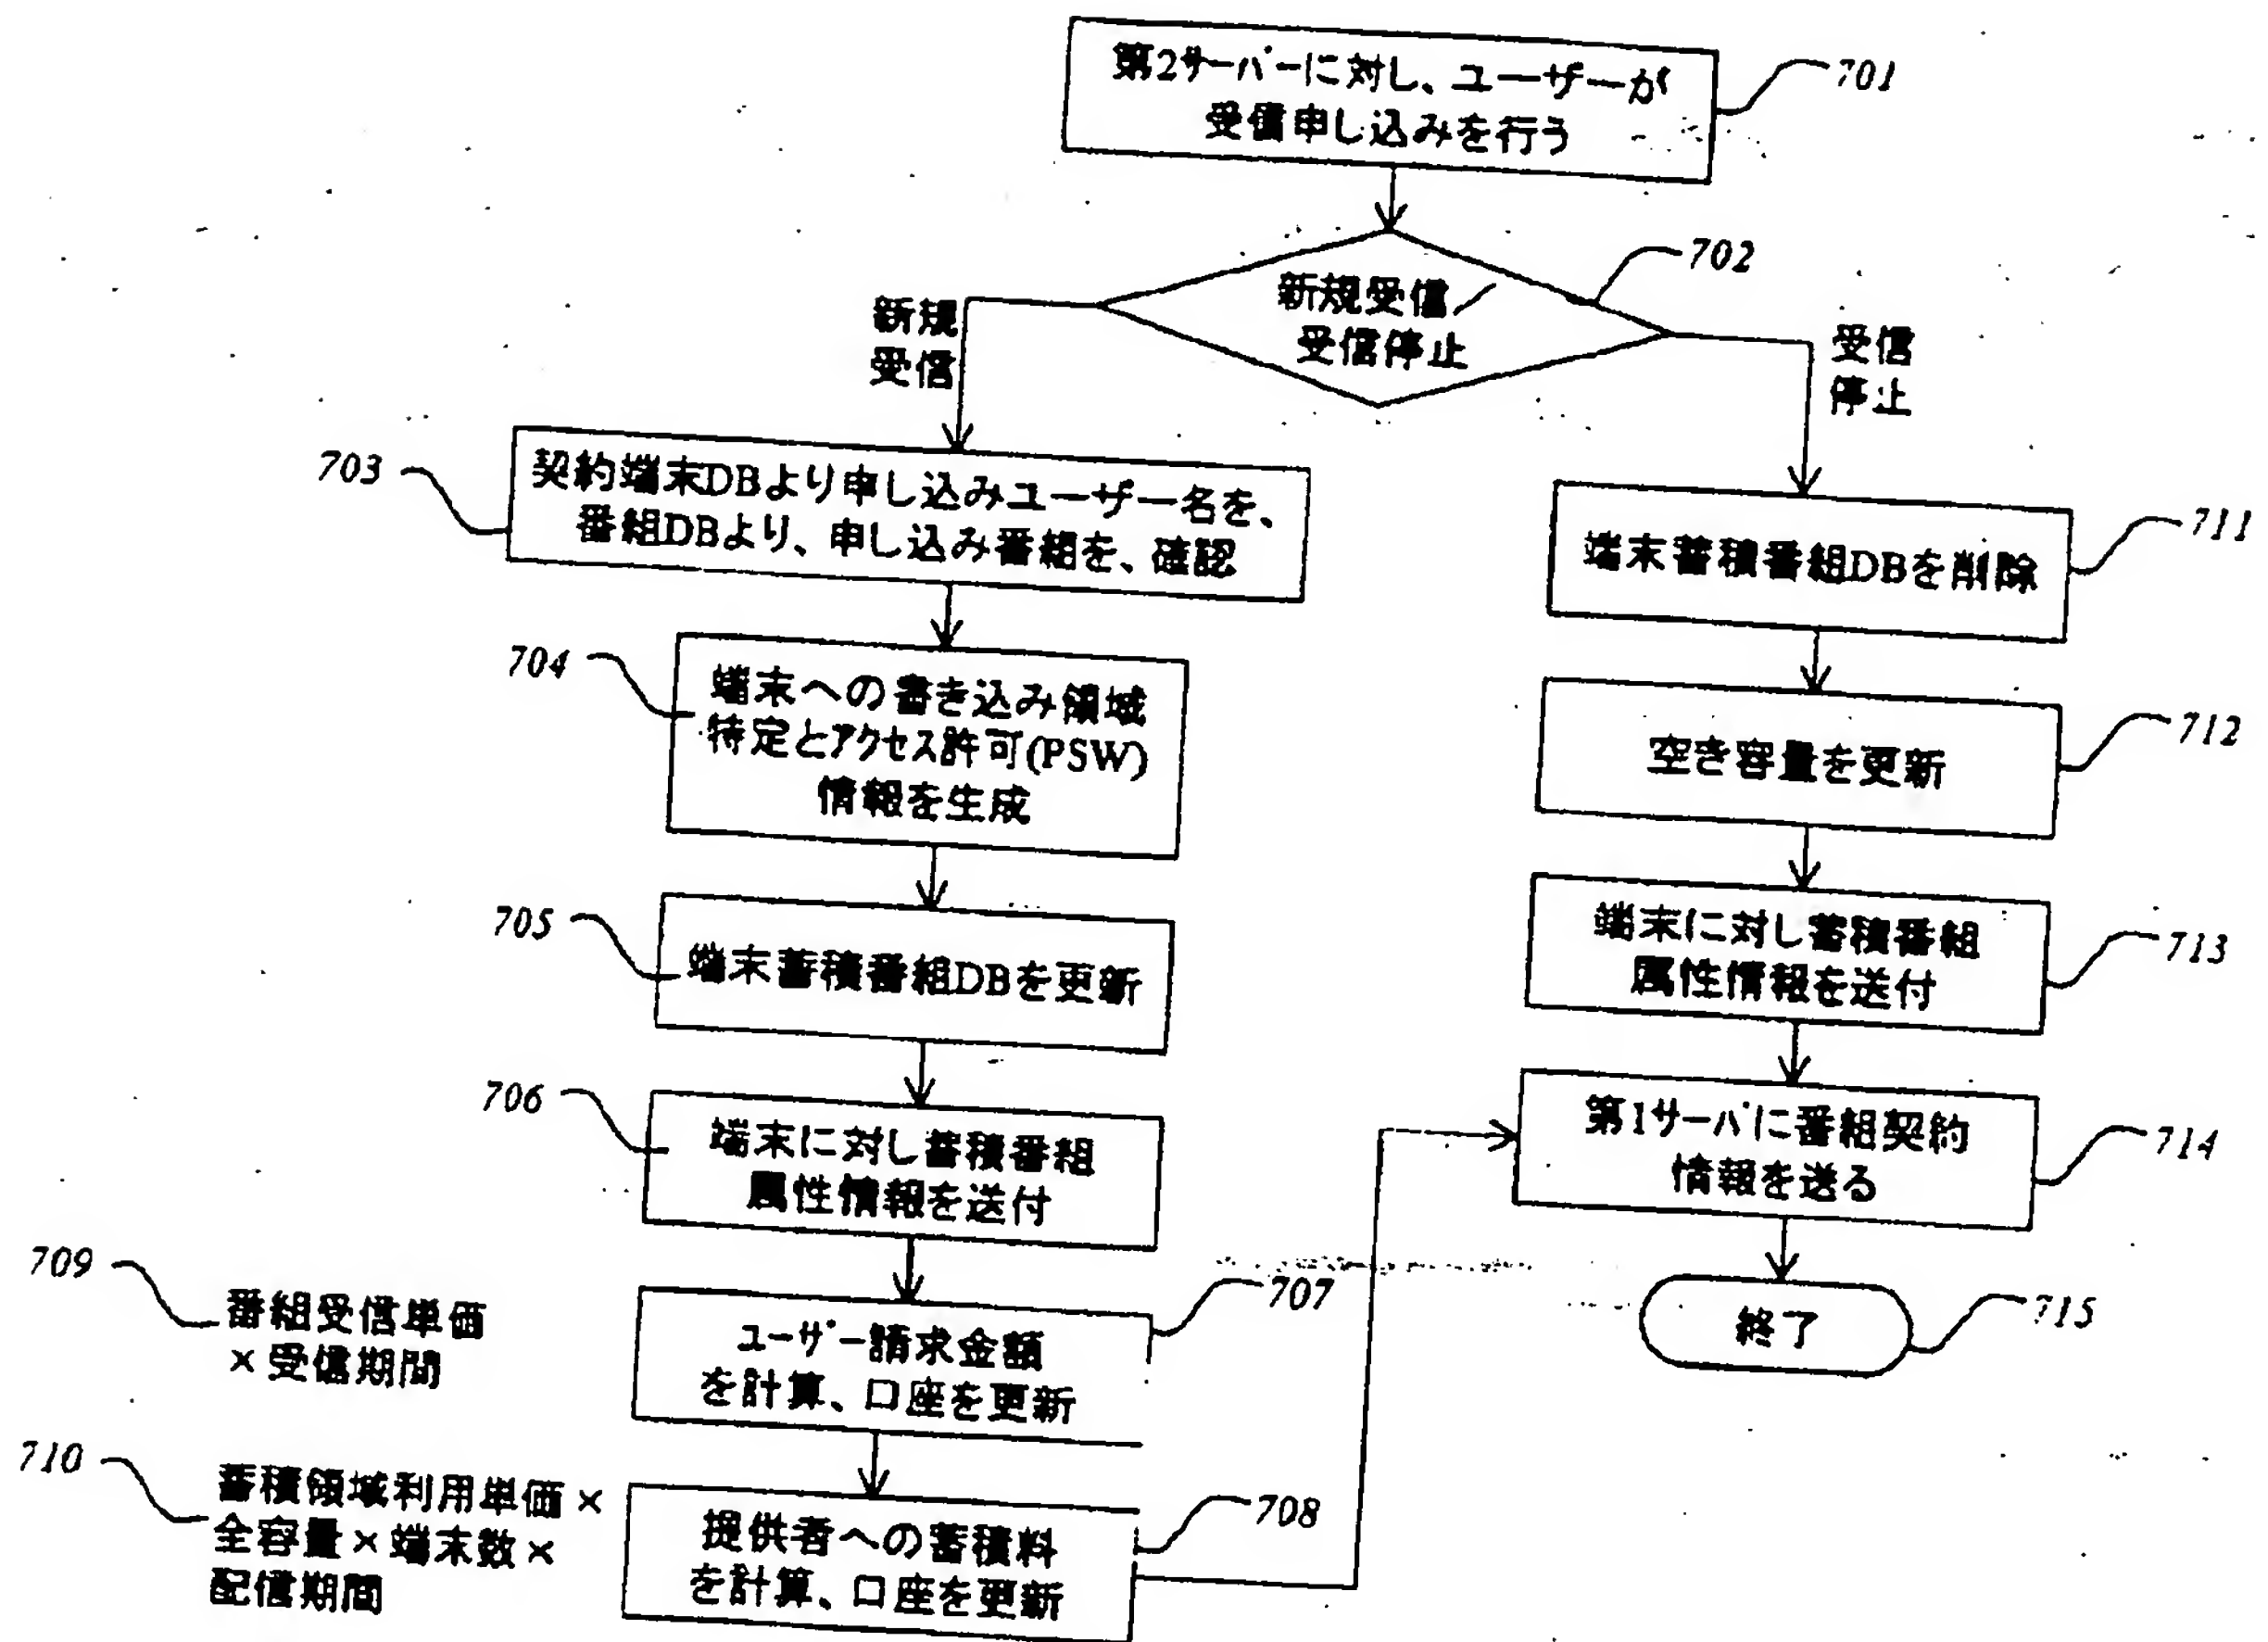 第2サーバーに対し、ユーザーが
受信申し込みを行う
701
702
新規受信/
受信停止
新規
受信
受信
停止
703
契約端末DBより申し込みユーザー名を、
番組DBより、申し込み番組を、確認
704
端末への書き込み領域
特定とアクセス許可(PSW)
情報を生成
705
端末蓄積番組DBを更新
706
端末に対し蓄積番組
属性情報を送付
707
ユーザー請求金額
を計算、口座を更新
709
番組受信単価
×受信期間
708
提供者への蓄積料
を計算、口座を更新
710
蓄積領域利用単価×
全容量×端末数×
配信期間
711
端末蓄積番組DBを削除
712
空き容量を更新
713
端末に対し蓄積番組
属性情報を送付
714
第1サーバに番組契約
情報を送る
715
終了